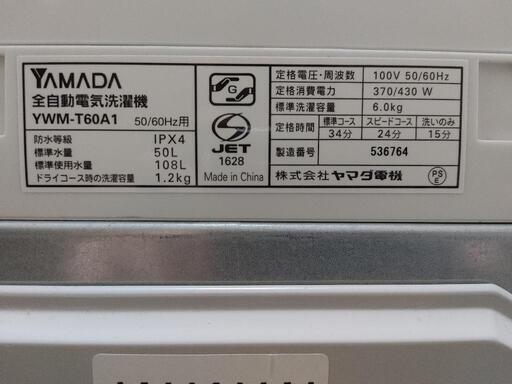 YAMADA
全自動電気洗濯機
YWM-T60A1 50/60Hz用
防水等級 IPX4
標準水量 50L
標準使用水量 108L
ドライコース時の洗濯容量 1.2kg
G
JET
1628
Made in China
定格電圧・周波数 100V 50/60Hz
定格消費電力 370/430 W
標準洗濯容量 6.0kg
定格時間 標準コース スピードコース 洗いのみ
34分 24分 15分
製造番号 536764
株式会社 ヤマダ電機
PS
E